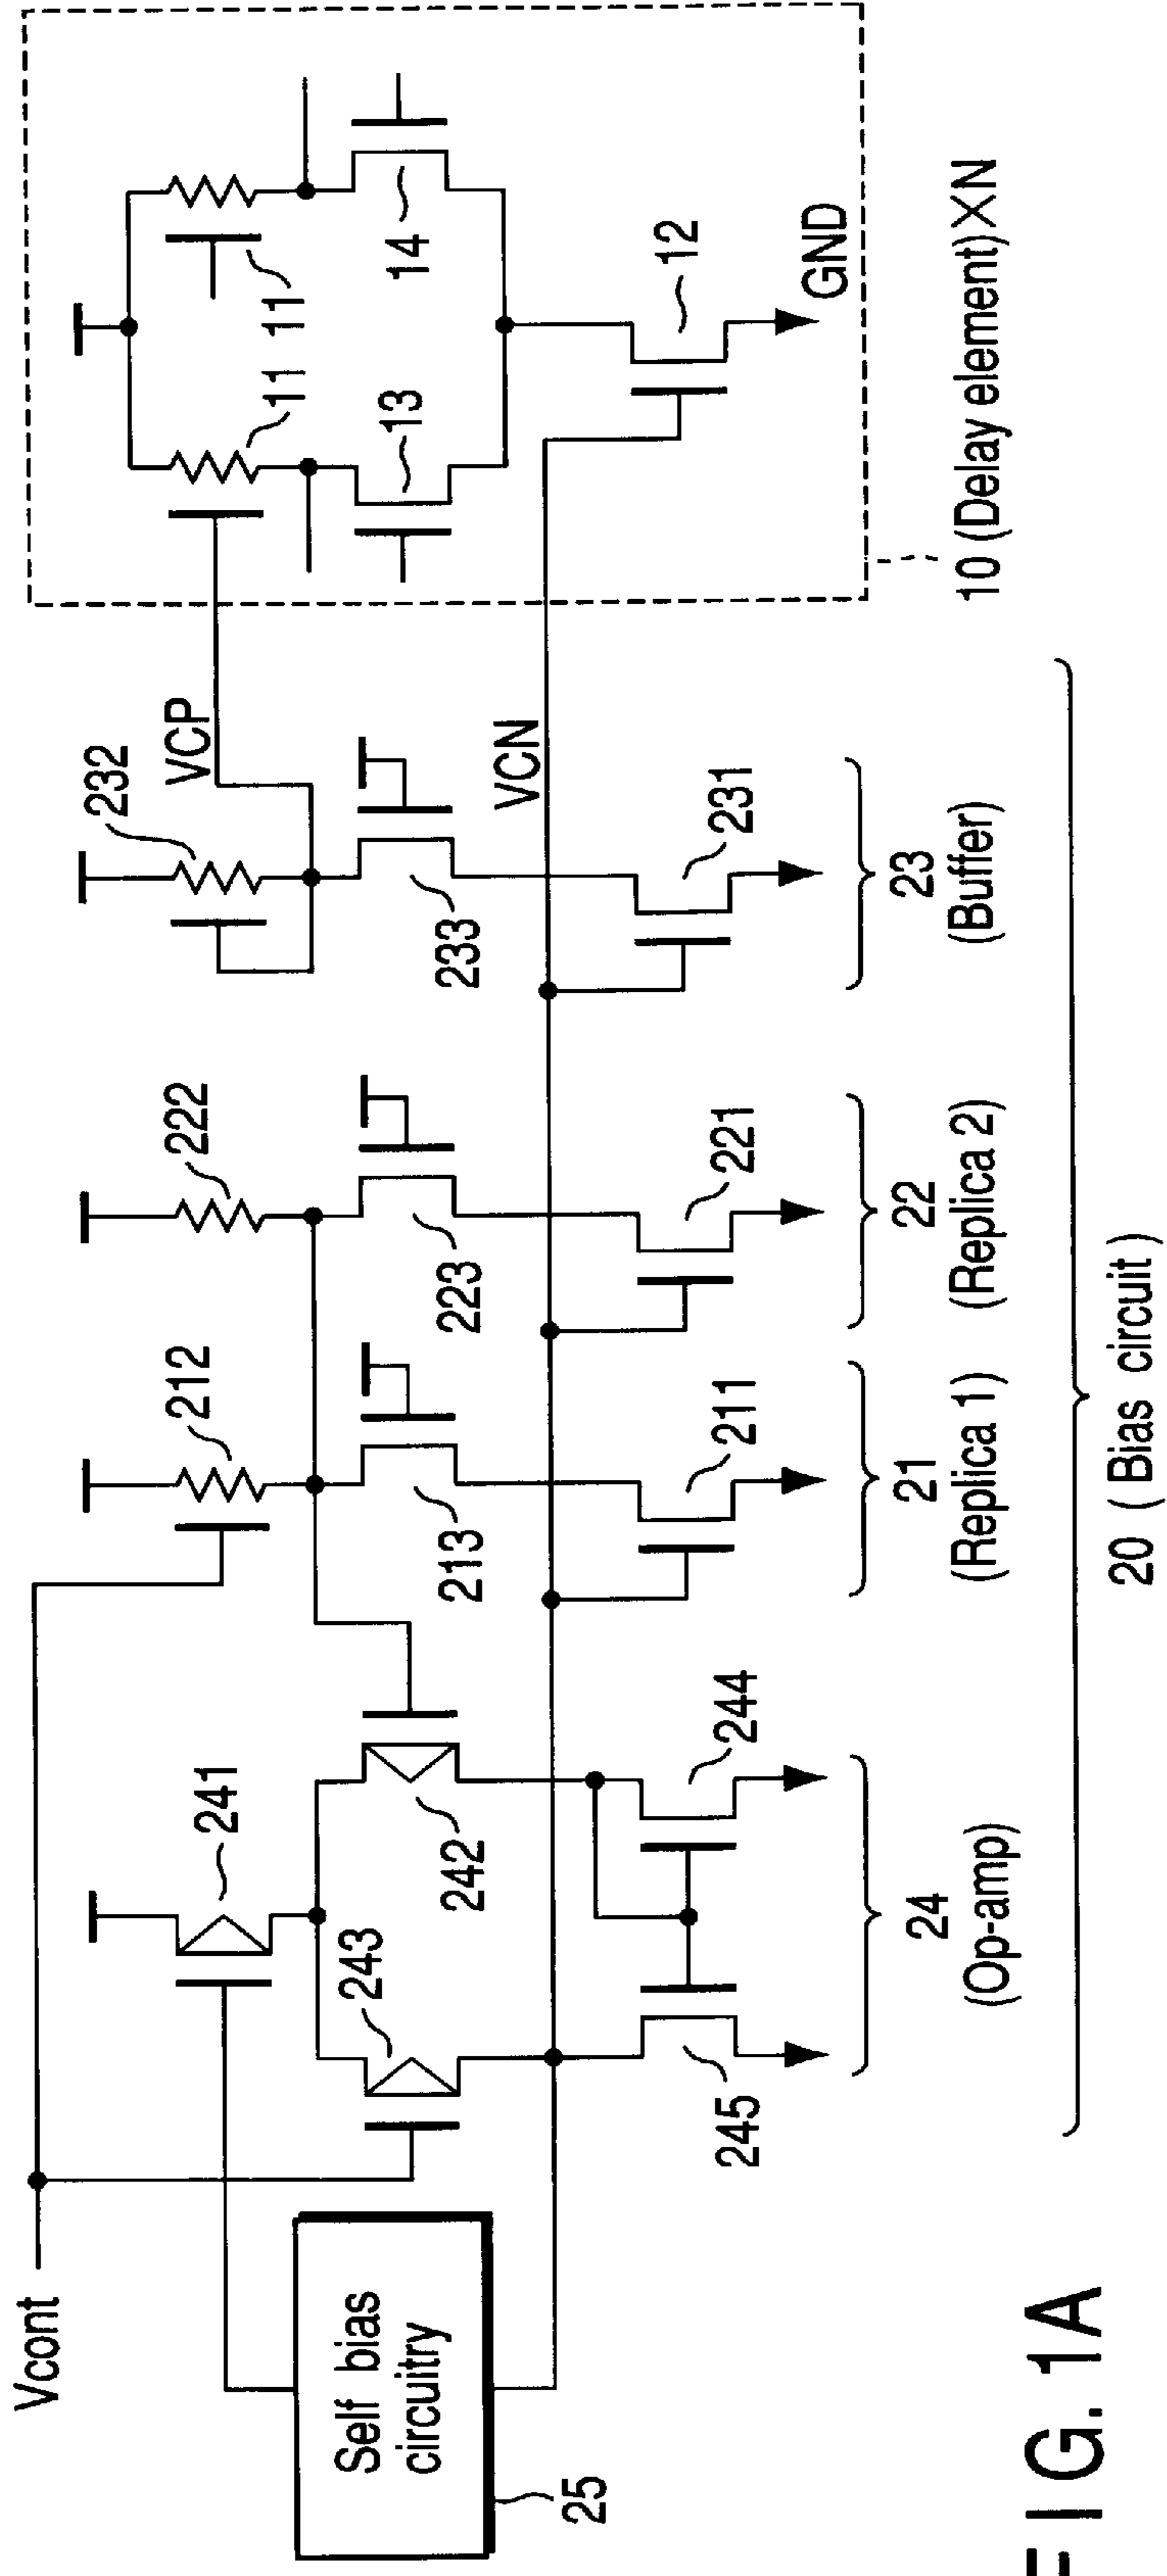 Vcont
Self bias
circuitry
25
241
243
242
245
244
24
(Op-amp)
212
213
211
21
(Replica 1)
222
223
221
22
(Replica 2)
232
VCP
233
VCN
231
23
(Buffer)
20 ( Bias circuit )
11
11
13
14
12
GND
10 (Delay element)×N
FIG. 1A